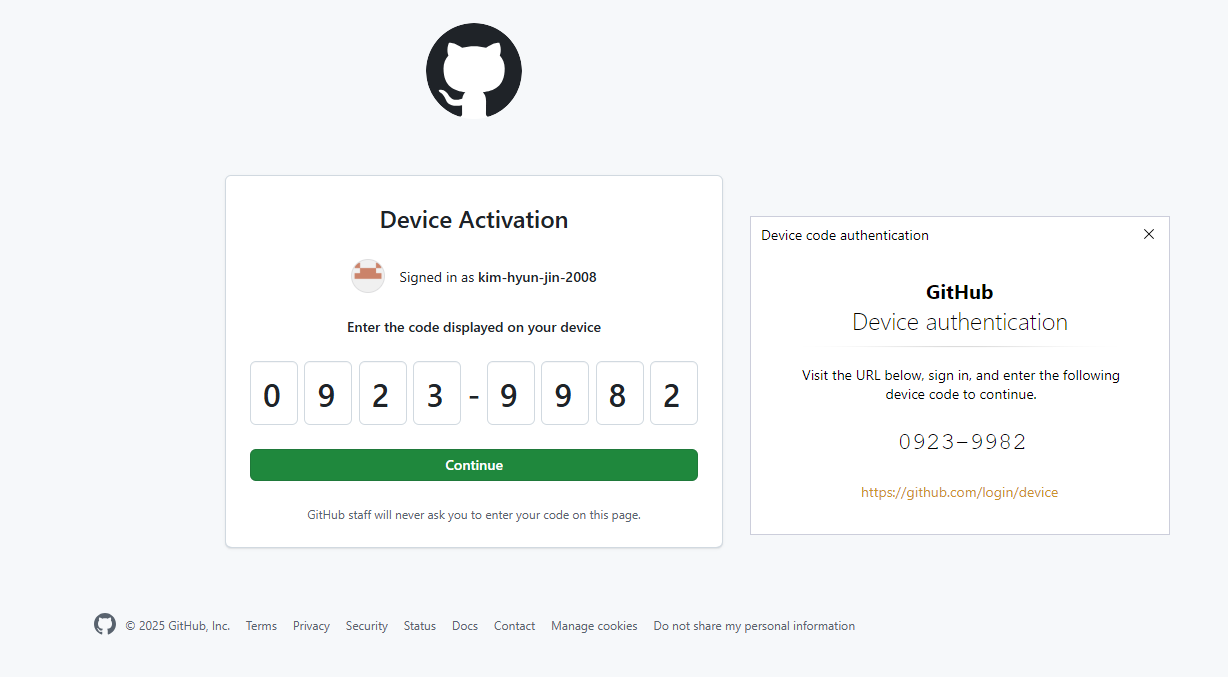 Device Activation
Signed in as kim-hyun-jin-2008
Enter the code displayed on your device
0 9 2 3 - 9 9 8 2
Continue
GitHub staff will never ask you to enter your code on this page.
Device code authentication
GitHub
Device authentication
Visit the URL below, sign in, and enter the following
device code to continue.
0923-9982
https://github.com/login/device
© 2025 GitHub, Inc. Terms Privacy Security Status Docs Contact Manage cookies Do not share my personal information